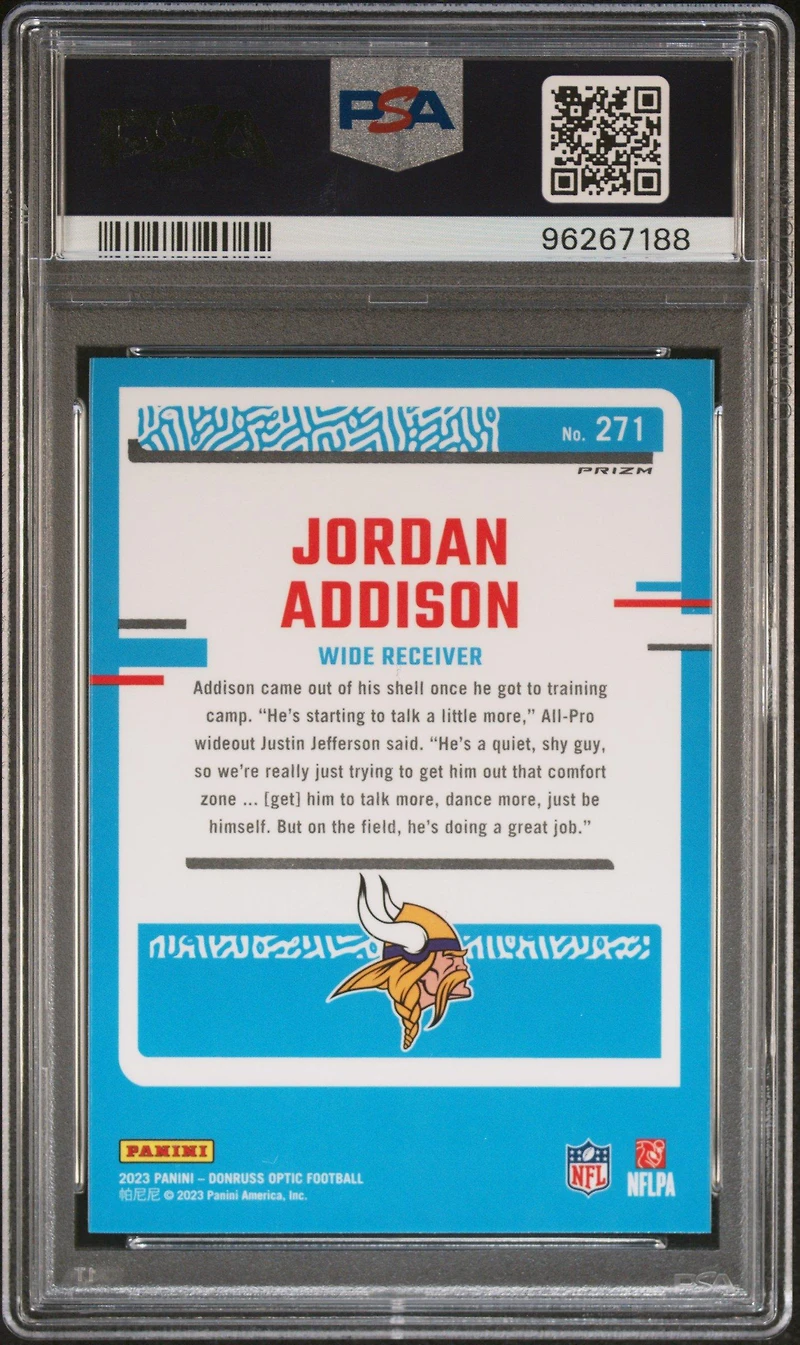 PSA
96267188
No. 271
PRIZM
JORDAN
ADDISON
WIDE RECEIVER
Addison came out of his shell once he got to training
camp. “He’s starting to talk a little more,” All-Pro
wideout Justin Jefferson said. “He’s a quiet, shy guy,
so we’re really just trying to get him out that comfort
zone ... [get] him to talk more, dance more, just be
himself. But on the field, he’s doing a great job.”
PANINI
2023 PANINI – DONRUSS OPTIC FOOTBALL
帕尼尼 © 2023 Panini America, Inc.
NFL
NFLPA
PSA